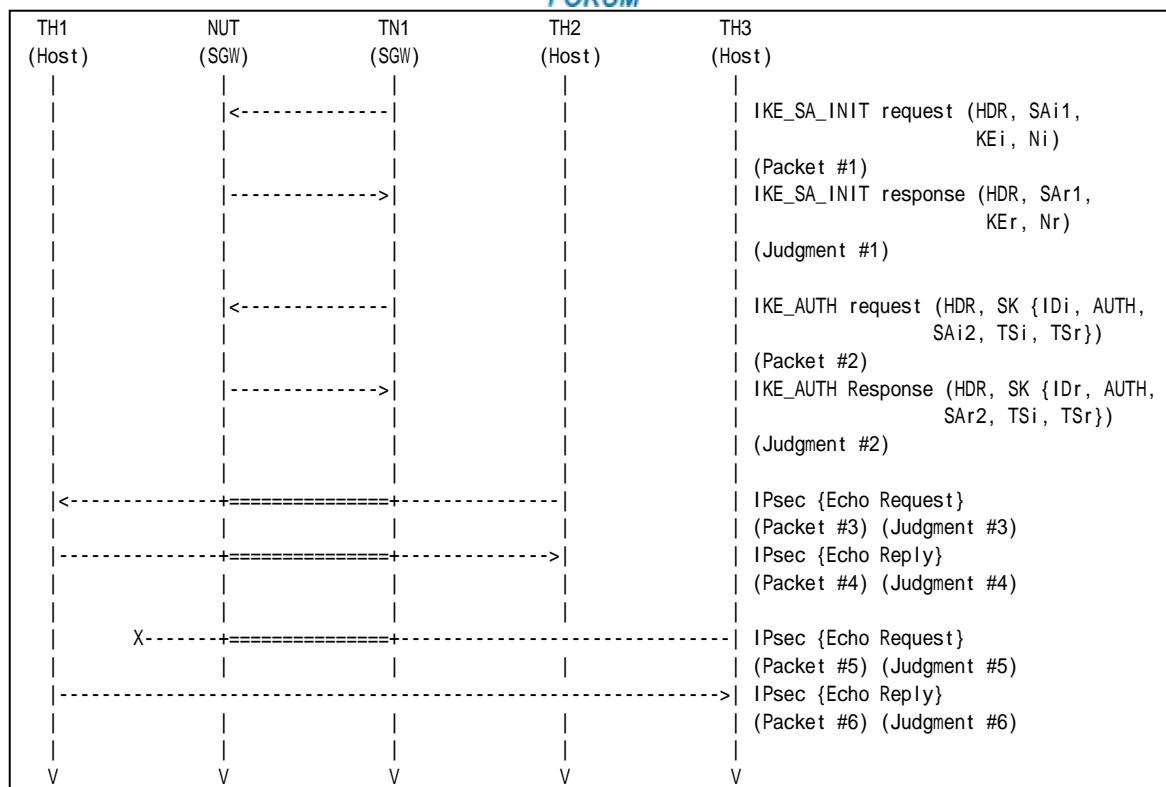 FORUM
TH1 NUT TN1 TH2 TH3
(Host) (SGW) (SGW) (Host) (Host)
IKE_SA_INIT request (HDR, SAi1,
KEi, Ni)
(Packet #1)
IKE_SA_INIT response (HDR, SAr1,
KEr, Nr)
(Judgment #1)
IKE_AUTH request (HDR, SK {IDi, AUTH,
SAi2, TSi, TSr})
(Packet #2)
IKE_AUTH Response (HDR, SK {IDr, AUTH,
SAr2, TSi, TSr})
(Judgment #2)
IPsec {Echo Request}
(Packet #3) (Judgment #3)
IPsec {Echo Reply}
(Packet #4) (Judgment #4)
X IPsec {Echo Request}
(Packet #5) (Judgment #5)
IPsec {Echo Reply}
(Packet #6) (Judgment #6)
V V V V V